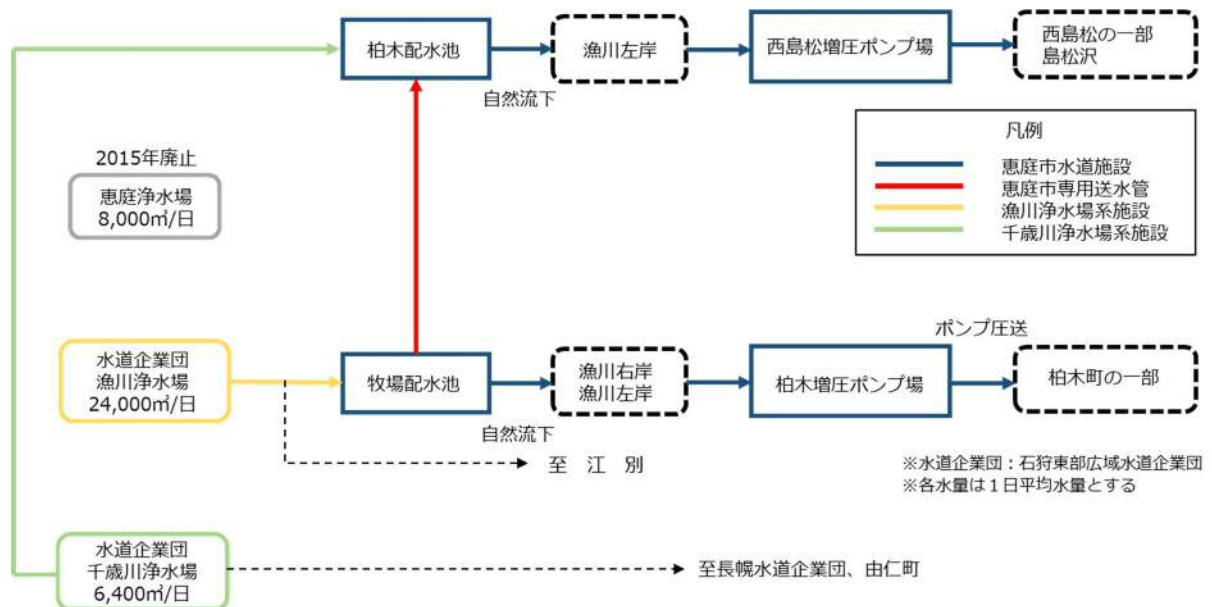 柏木配水池
自然流下
漁川左岸
西島松増圧ポンプ場
西島松の一部
島松沢
凡例
恵庭市水道施設
恵庭市専用送水管
漁川浄水場系施設
千歳川浄水場系施設
2015年廃止
恵庭浄水場
8,000㎥/日
水道企業団
漁川浄水場
24,000㎥/日
牧場配水池
自然流下
漁川右岸
漁川左岸
柏木増圧ポンプ場
ポンプ圧送
柏木町の一部
至 江 別
※水道企業団：石狩東部広域水道企業団
※各水量は１日平均水量とする
水道企業団
千歳川浄水場
6,400㎥/日
至長幌水道企業団、由仁町